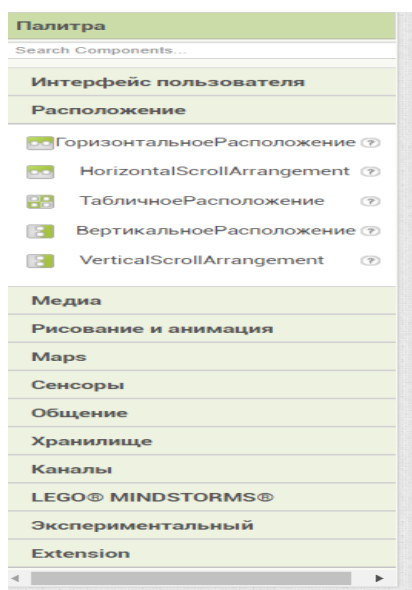 Палитра
Search Components...
Интерфейс пользователя
Расположение
ГоризонтальноеРасположение ?
HorizontalScrollArrangement ?
ТабличноеРасположение ?
ВертикальноеРасположение ?
VerticalScrollArrangement ?
Медиа
Рисование и анимация
Maps
Сенсоры
Общение
Хранилище
Каналы
LEGO® MINDSTORMS®
Экспериментальный
Extension